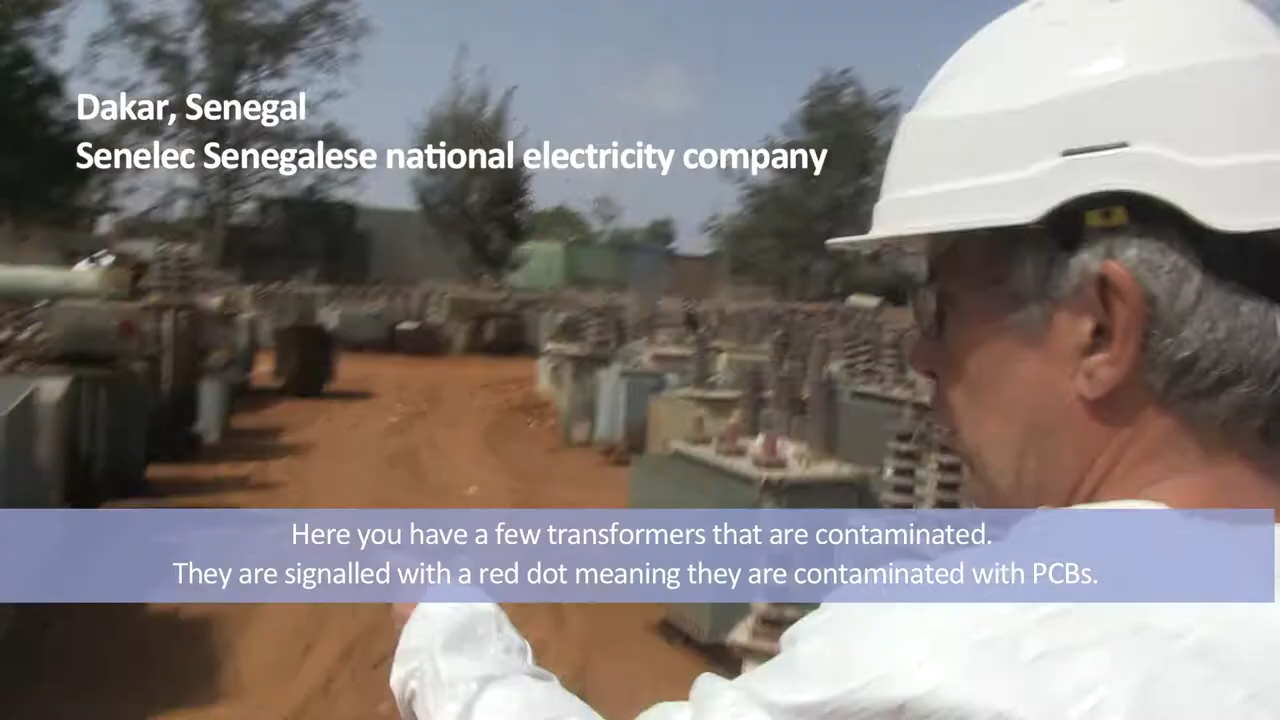 Dakar, Senegal
Senelec Senegalese national electricity company
Here you have a few transformers that are contaminated.
They are signalled with a red dot meaning they are contaminated with PCBs.